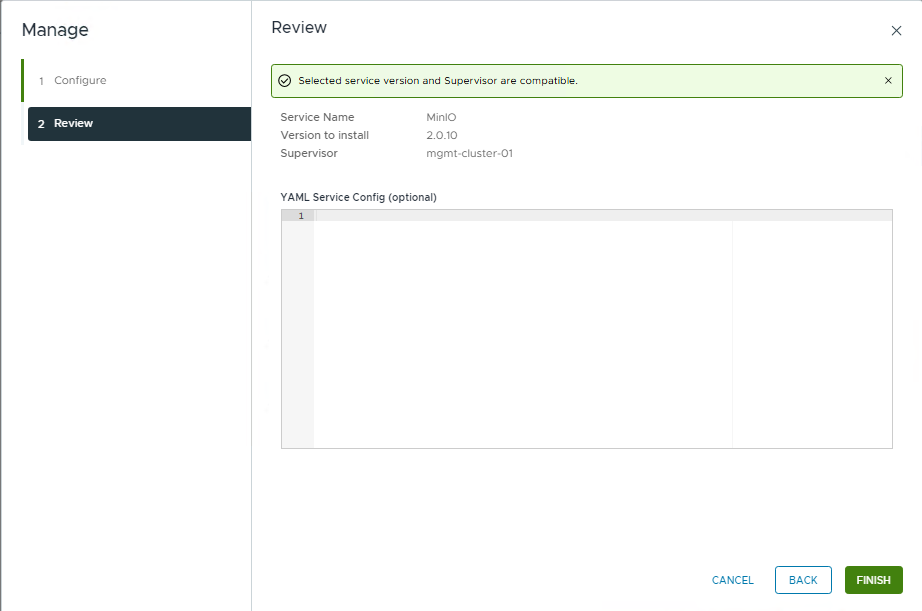 Manage
1 Configure
2 Review
Review
Selected service version and Supervisor are compatible.
Service Name MinIO
Version to install 2.0.10
Supervisor mgmt-cluster-01
YAML Service Config (optional)
1
CANCEL BACK FINISH